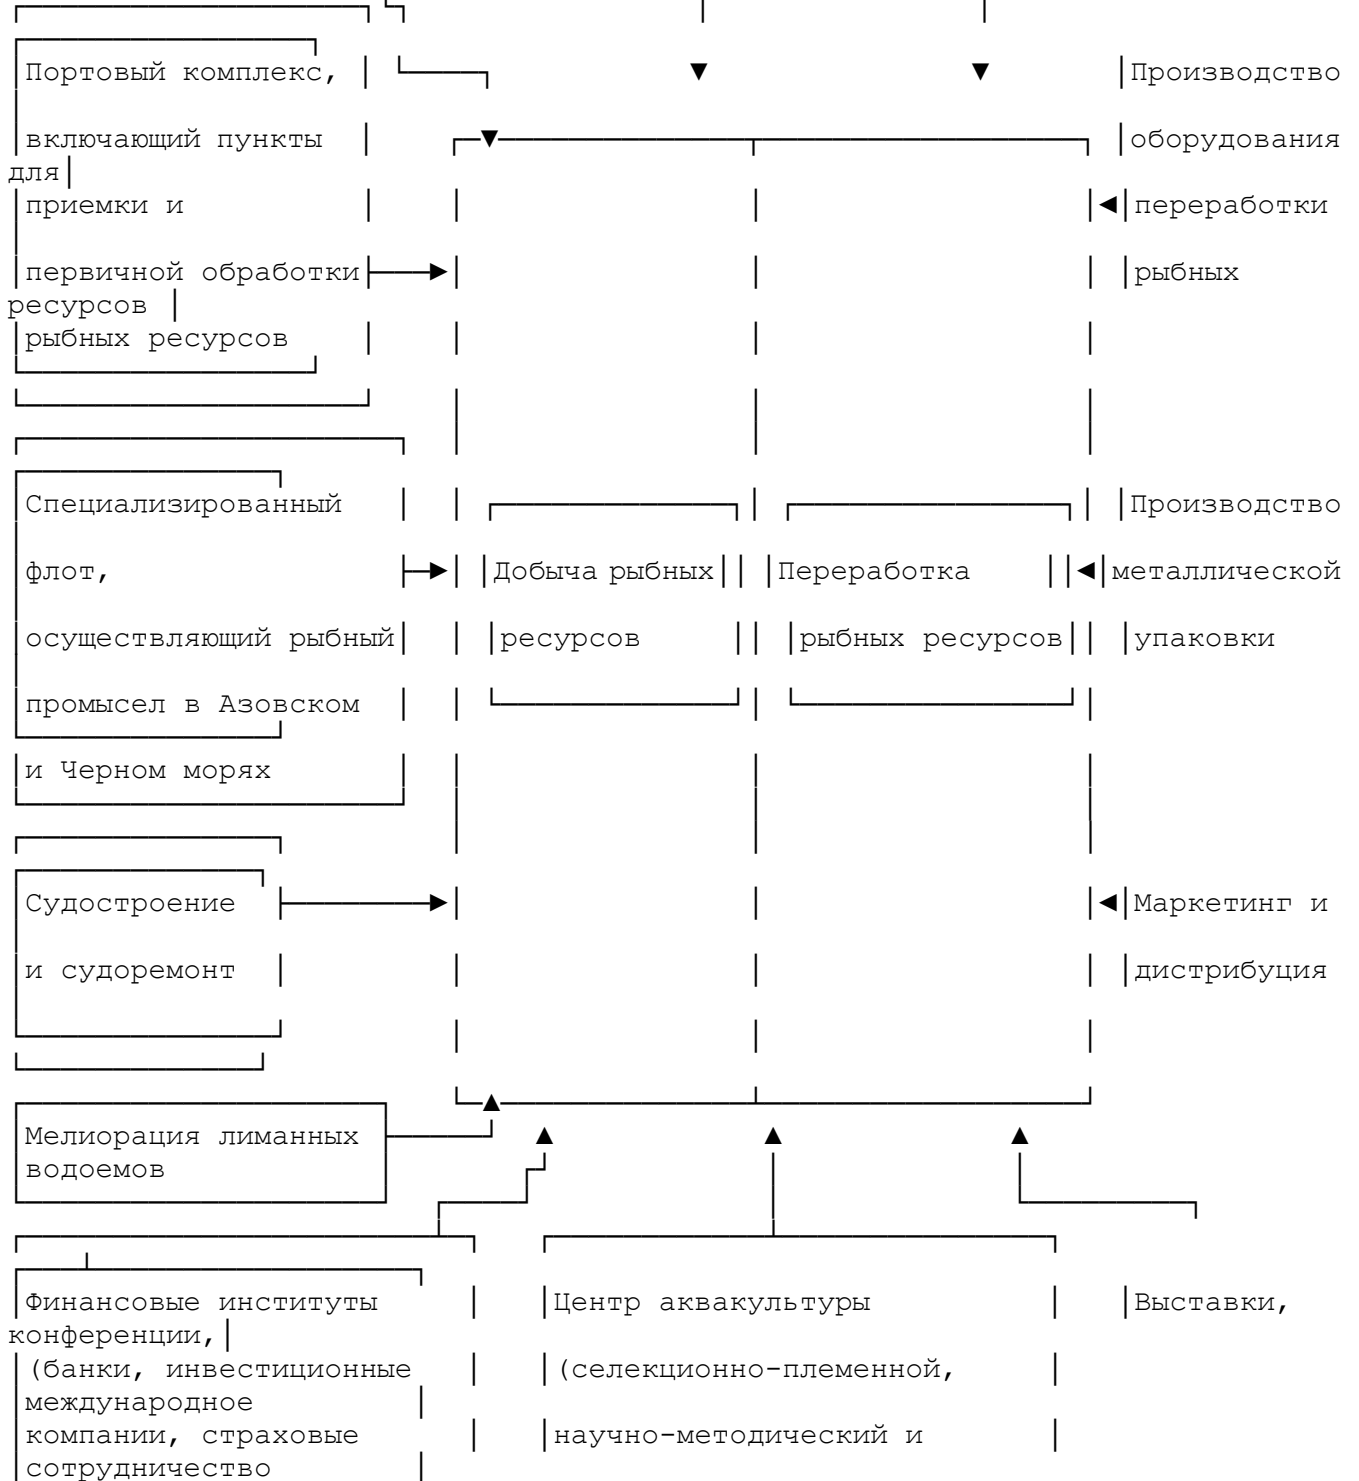 Портовый комплекс, Производство
включающий пункты оборудования
для
приемки и переработки
первичной обработки рыбных
ресурсов
рыбных ресурсов
Специализированный Производство
флот, Добыча рыбных Переработка металлической
осуществляющий рыбный ресурсов рыбных ресурсов упаковки
промысел в Азовском
и Черном морях
Судостроение Маркетинг и
и судоремонт дистрибуция
Мелиорация лиманных
водоемов
Финансовые институты Центр аквакультуры Выставки,
конференции,
(банки, инвестиционные (селекционно-племенной,
международное
компании, страховые научно-методический и
сотрудничество